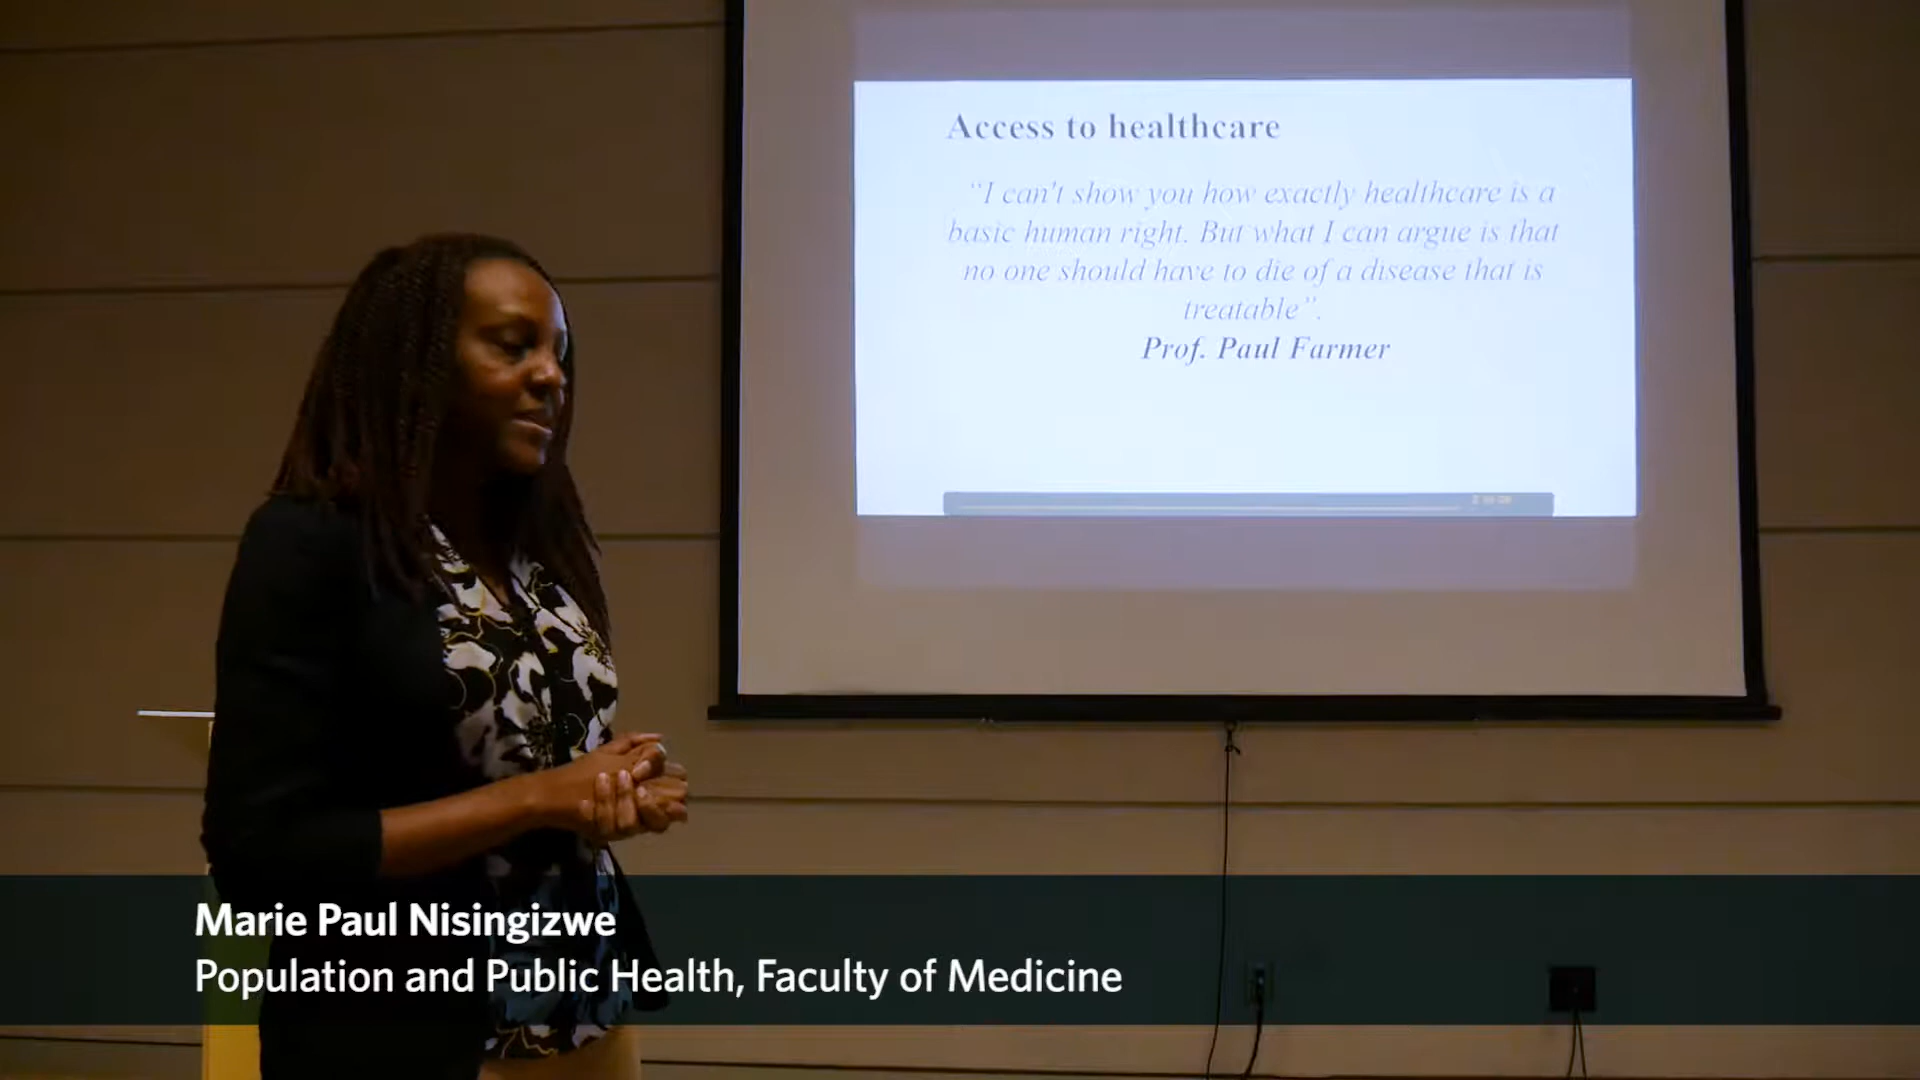 Access to healthcare
“I can't show you how exactly healthcare is a
basic human right. But what I can argue is that
no one should have to die of a disease that is
treatable”.
Prof. Paul Farmer
Marie Paul Nisingizwe
Population and Public Health, Faculty of Medicine